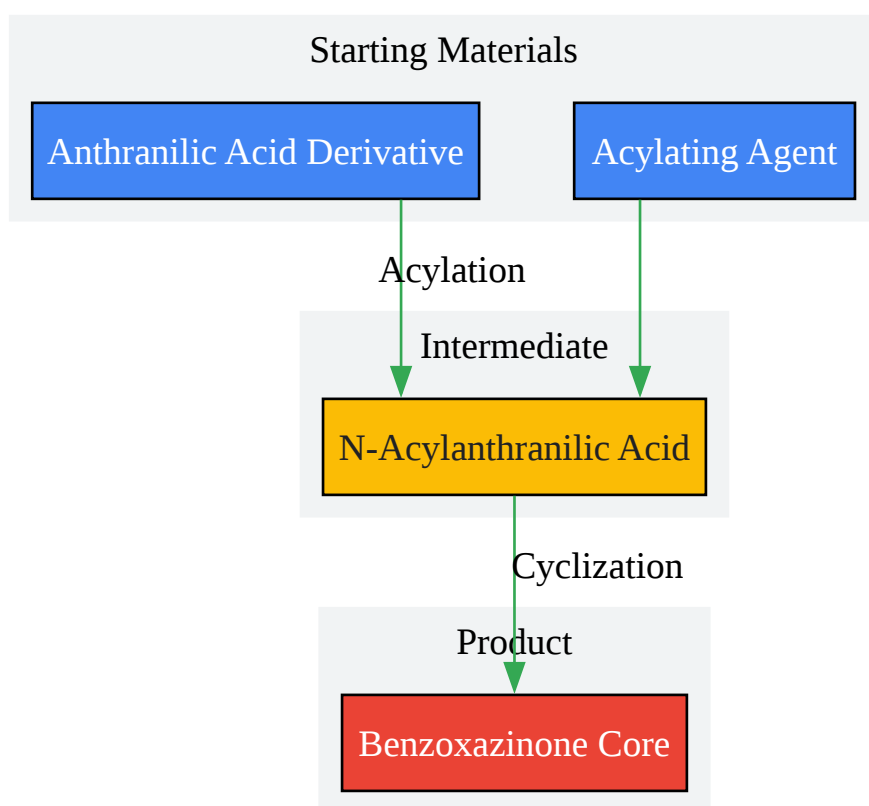 Starting Materials
Anthranilic Acid Derivative
Acylating Agent
Acylation
Intermediate
N-Acylanthranilic Acid
Cyclization
Product
Benzoxazinone Core